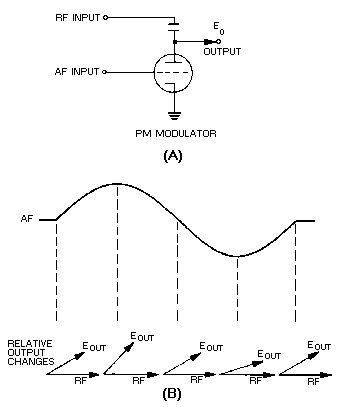 RF INPUT
E0
OUTPUT
AF INPUT
PM MODULATOR
(A)
AF
RELATIVE
OUTPUT
CHANGES
EOUT
RF
EOUT
RF
EOUT
RF
EOUT
RF
EOUT
RF
(B)